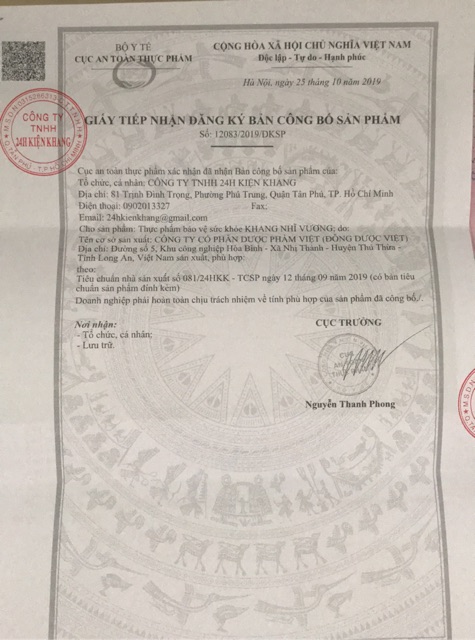 BỘ Y TẾ
CỤC AN TOÀN THỰC PHẨM
CỘNG HÒA XÃ HỘI CHỦ NGHĨA VIỆT NAM
Độc lập - Tự do - Hạnh phúc
Hà Nội, ngày 25 tháng 10 năm 2019
CÔNG TY
TNHH
24H KIỆN KHANG
GIẤY TIẾP NHẬN ĐĂNG KÝ BẢN CÔNG BỐ SẢN PHẨM
Số: 12083/2019/ĐKSP
Cục an toàn thực phẩm xác nhận đã nhận Bản công bố sản phẩm của:
Tổ chức, cá nhân: CÔNG TY TNHH 24H KIỆN KHANG
Địa chỉ: 81 Trịnh Đình Trọng, Phường Phú Trung, Quận Tân Phú, TP. Hồ Chí Minh
Điện thoại: 0902013327 Fax:
Email: 24hkienkhang@gmail.com
Cho sản phẩm: Thực phẩm bảo vệ sức khỏe KHANG NHĨ VƯƠNG; do:
Tên cơ sở sản xuất: CÔNG TY CỔ PHẦN DƯỢC PHẨM VIỆT (ĐÔNG DƯỢC VIỆT)
Địa chỉ: Đường số 5, Khu công nghiệp Hòa Bình - Xã Nhị Thành - Huyện Thủ Thừa -
Tỉnh Long An, Việt Nam sản xuất, phù hợp:
theo:
Tiêu chuẩn nhà sản xuất số 081/24HKK - TCSP ngày 12 tháng 09 năm 2019 (có bản tiêu
chuẩn sản phẩm đính kèm)
Doanh nghiệp phải hoàn toàn chịu trách nhiệm về tính phù hợp của sản phẩm đã công bố./.
Nơi nhận:
- Tổ chức, cá nhân;
- Lưu trữ.
CỤC TRƯỞNG
Nguyễn Thanh Phong